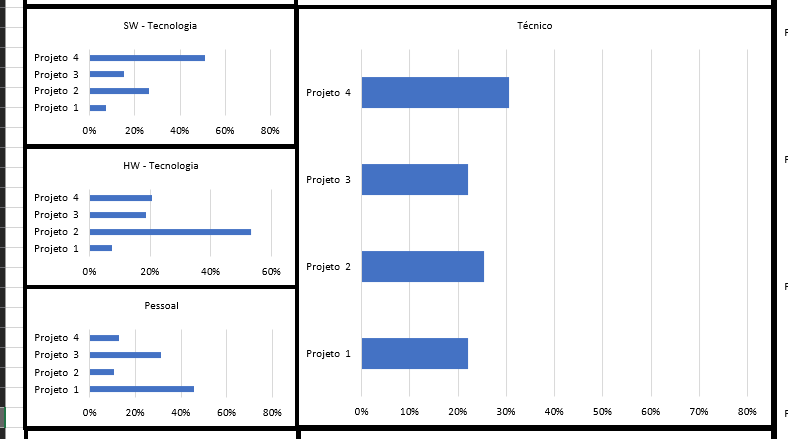 SW - Tecnologia
Projeto 4
Projeto 3
Projeto 2
Projeto 1
0% 20% 40% 60% 80%
HW - Tecnologia
Projeto 4
Projeto 3
Projeto 2
Projeto 1
0% 20% 40% 60%
Pessoal
Projeto 4
Projeto 3
Projeto 2
Projeto 1
0% 20% 40% 60% 80%
Técnico
Projeto 4
Projeto 3
Projeto 2
Projeto 1
0% 10% 20% 30% 40% 50% 60% 70% 80%